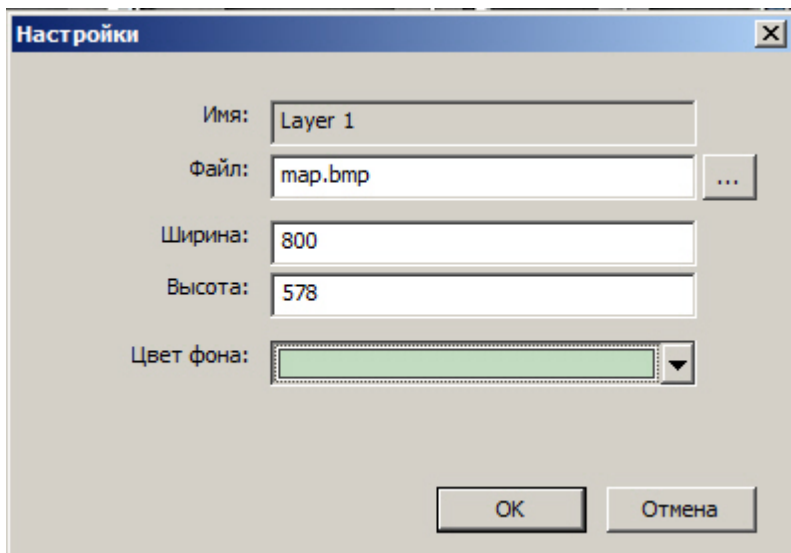 Настройки
Имя: Layer 1
Файл: map.bmp ...
Ширина: 800
Высота: 578
Цвет фона:
OK Отмена